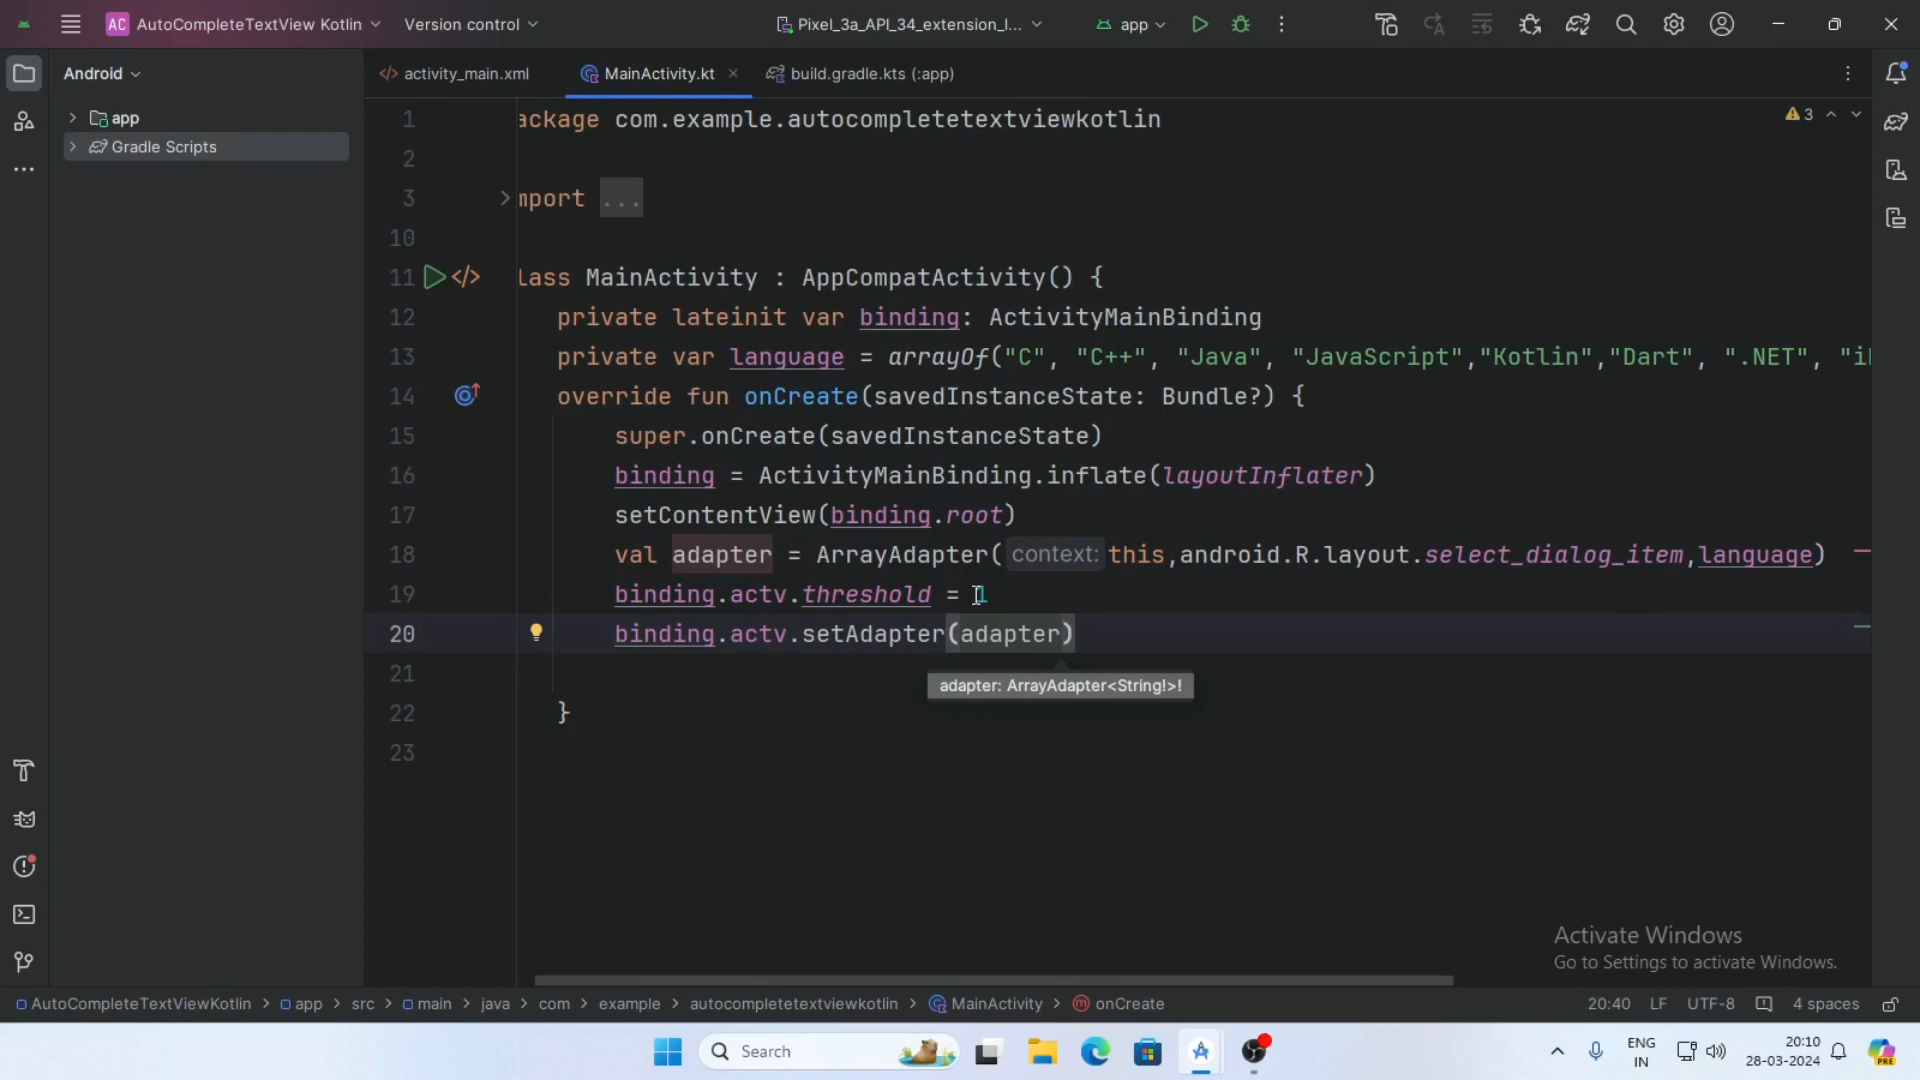 AC AutoCompleteTextView Kotlin Version control Pixel_3a_API_34_extension_l... app
Android activity_main.xml MainActivity.kt build.gradle.kts (:app)
app
Gradle Scripts
1 ackage com.example.autocompletetextviewkotlin 3
2
3 mport ...
10
11 lass MainActivity : AppCompatActivity() {
12 private lateinit var binding: ActivityMainBinding
13 private var language = arrayOf("C", "C++", "Java", "JavaScript","Kotlin","Dart", ".NET",
14 override fun onCreate(savedInstanceState: Bundle?) {
15 super.onCreate(savedInstanceState)
16 binding = ActivityMainBinding.inflate(layoutInflater)
17 setContentView(binding.root)
18 val adapter = ArrayAdapter( context: this,android.R.layout.select_dialog_item,language)
19 binding.actv.threshold = 1
20 binding.actv.setAdapter(adapter)
adapter: ArrayAdapter<String!>!
21
22 }
23
Activate Windows
Go to Settings to activate Windows.
AutoCompleteTextViewKotlin > app > src > main > java > com > example > autocompletetextviewkotlin > MainActivity > onCreate 20:40 LF UTF-8 4 spaces
Search ENG IN 20:10 28-03-2024 PRE